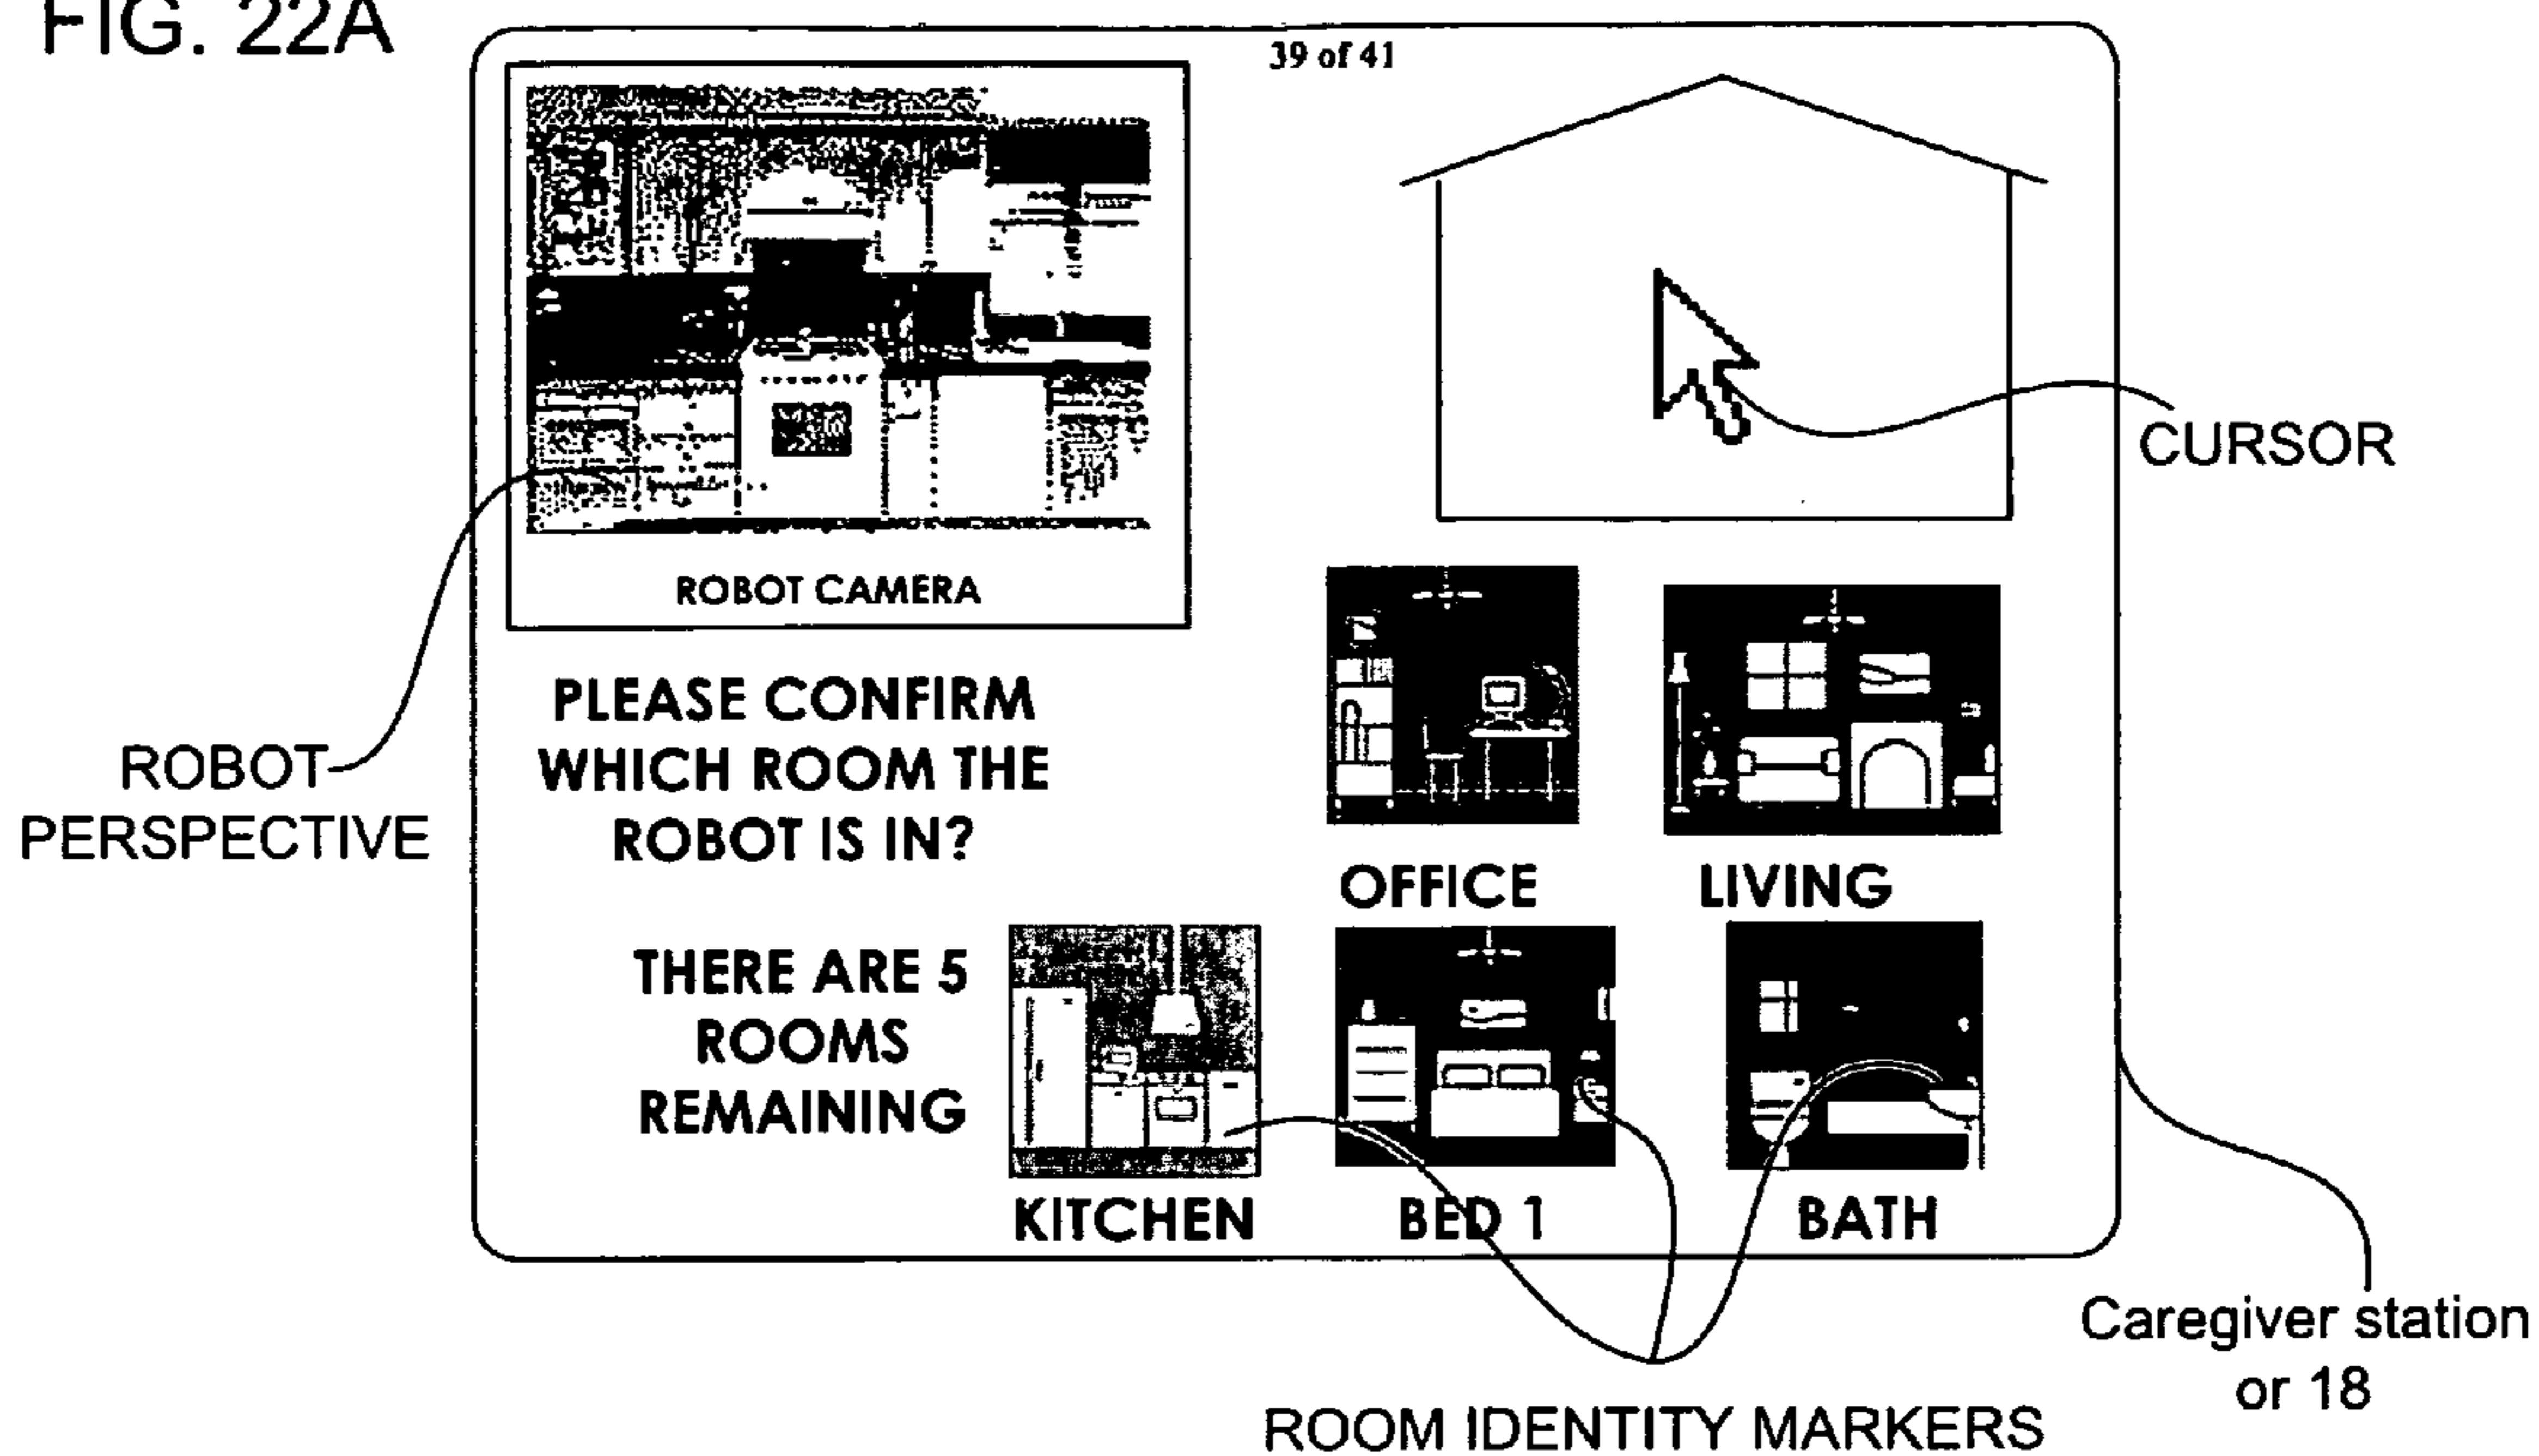 FIG. 22A
39 of 41
ROBOT CAMERA
CURSOR
PLEASE CONFIRM
WHICH ROOM THE
ROBOT IS IN?
ROBOT
PERSPECTIVE
OFFICE
LIVING
THERE ARE 5
ROOMS
REMAINING
KITCHEN
BED 1
BATH
Caregiver station
or 18
ROOM IDENTITY MARKERS